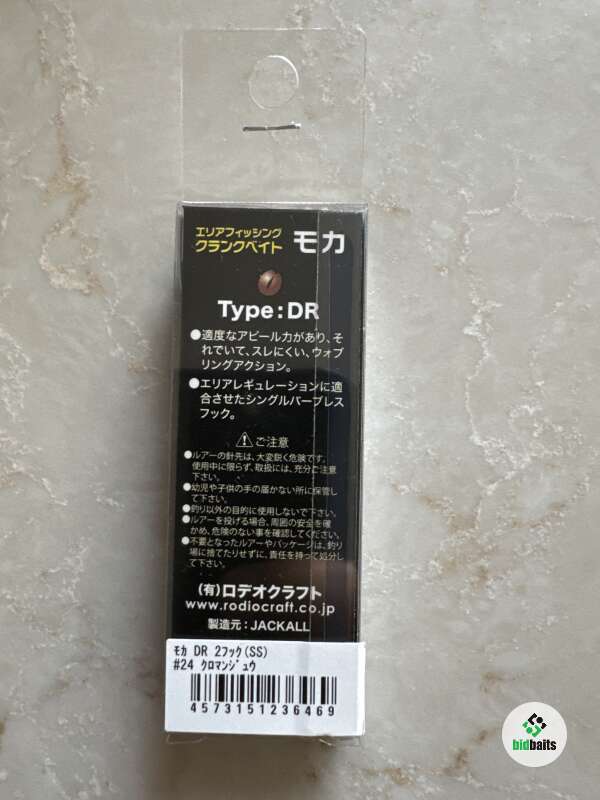 エリアフィッシング
クランクベイト モカ
Type:DR
●適度なアピール力があり、そ
れでいて、スレにくい、ウォブ
リングアクション。
●エリアレギュレーションに適
合させたシングルバーブレス
フック。
⚠ご注意
●ルアーの針先は、大変鋭く危険です。
使用中に限らず、取扱には、充分ご注意
下さい。
●幼児や子供の手の届かない所に保管し
て下さい。
●釣り以外の目的に使用しないで下さい。
●ルアーを投げる場合、周囲の安全を確
かめ、危険のない事を確認してください。
●不要となったルアーやパッケージは、釣り
場に捨てたりせずに、責任を持って処分し
て下さい。
(有)ロデオクラフト
www.rodiocraft.co.jp
製造元:JACKALL
ﾓｶ DR 2ﾌｯｸ(SS)
#24 ｸﾛﾏﾝｼﾞｭｳ
4573151236469
bidbaits